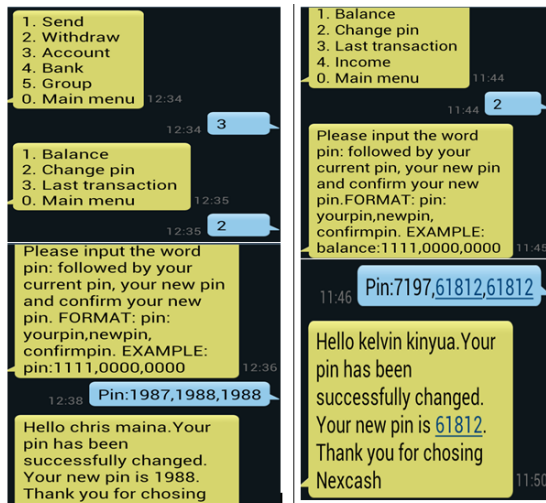 1. Send
2. Withdraw
3. Account
4. Bank
5. Group
0. Main menu 12:34
12:34 3
1. Balance
2. Change pin
3. Last transaction
0. Main menu 12:35
12:35 2
Please input the word
pin: followed by your
current pin, your new pin
and confirm your new
pin. FORMAT: pin:
yourpin,newpin,
confirmpin. EXAMPLE:
pin:1111,0000,0000 12:36
12:38 Pin:1987,1988,1988
Hello chris maina.Your
pin has been
successfully changed.
Your new pin is 1988.
Thank you for chosing
1. Balance
2. Change pin
3. Last transaction
4. Income
0. Main menu 11:44
11:44 2
Please input the word
pin: followed by your
current pin, your new pin
and confirm your new
pin.FORMAT: pin:
yourpin,newpin,
confirmpin. EXAMPLE:
balance:1111,0000,0000 11:45
11:46 Pin:7197,61812,61812
Hello kelvin kinyua.Your
pin has been
successfully changed.
Your new pin is 61812.
Thank you for chosing
Nexcash 11:50